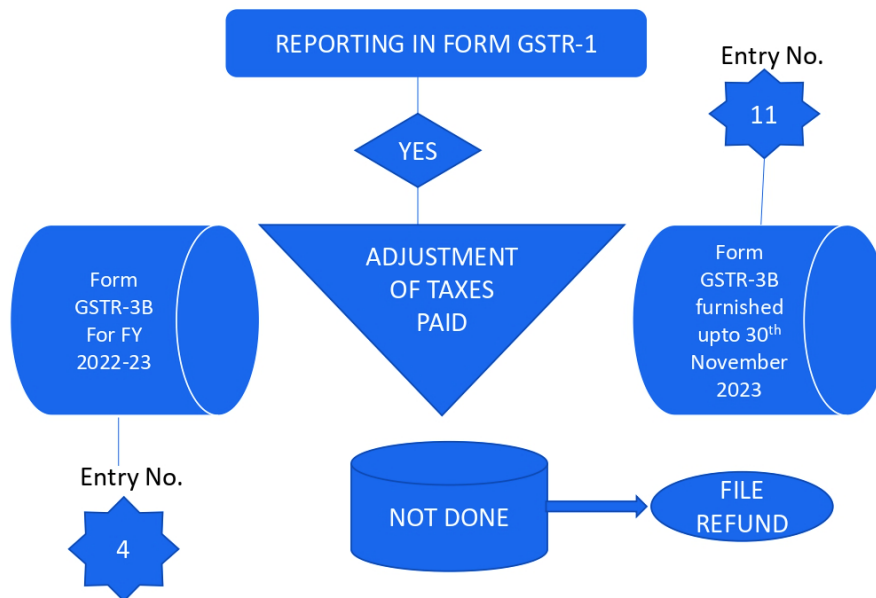 REPORTING IN FORM GSTR-1
Entry No.
11
YES
Form
GSTR-3B
For FY
2022-23
ADJUSTMENT
OF TAXES
PAID
Form
GSTR-3B
furnished
upto 30th
November
2023
Entry No.
4
NOT DONE
FILE
REFUND